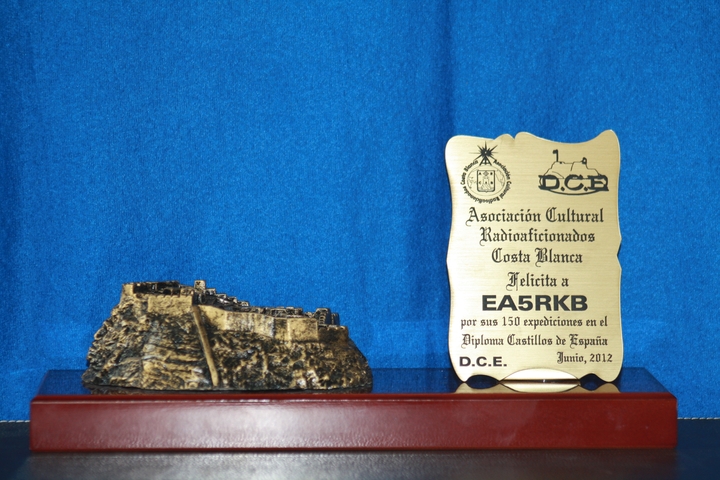 D.C.E
Asociación Cultural
Radioaficionados
Costa Blanca
Felicita a
EA5RKB
por sus 150 expediciones en el
Diploma Castillos de España
D.C.E. Junio, 2012